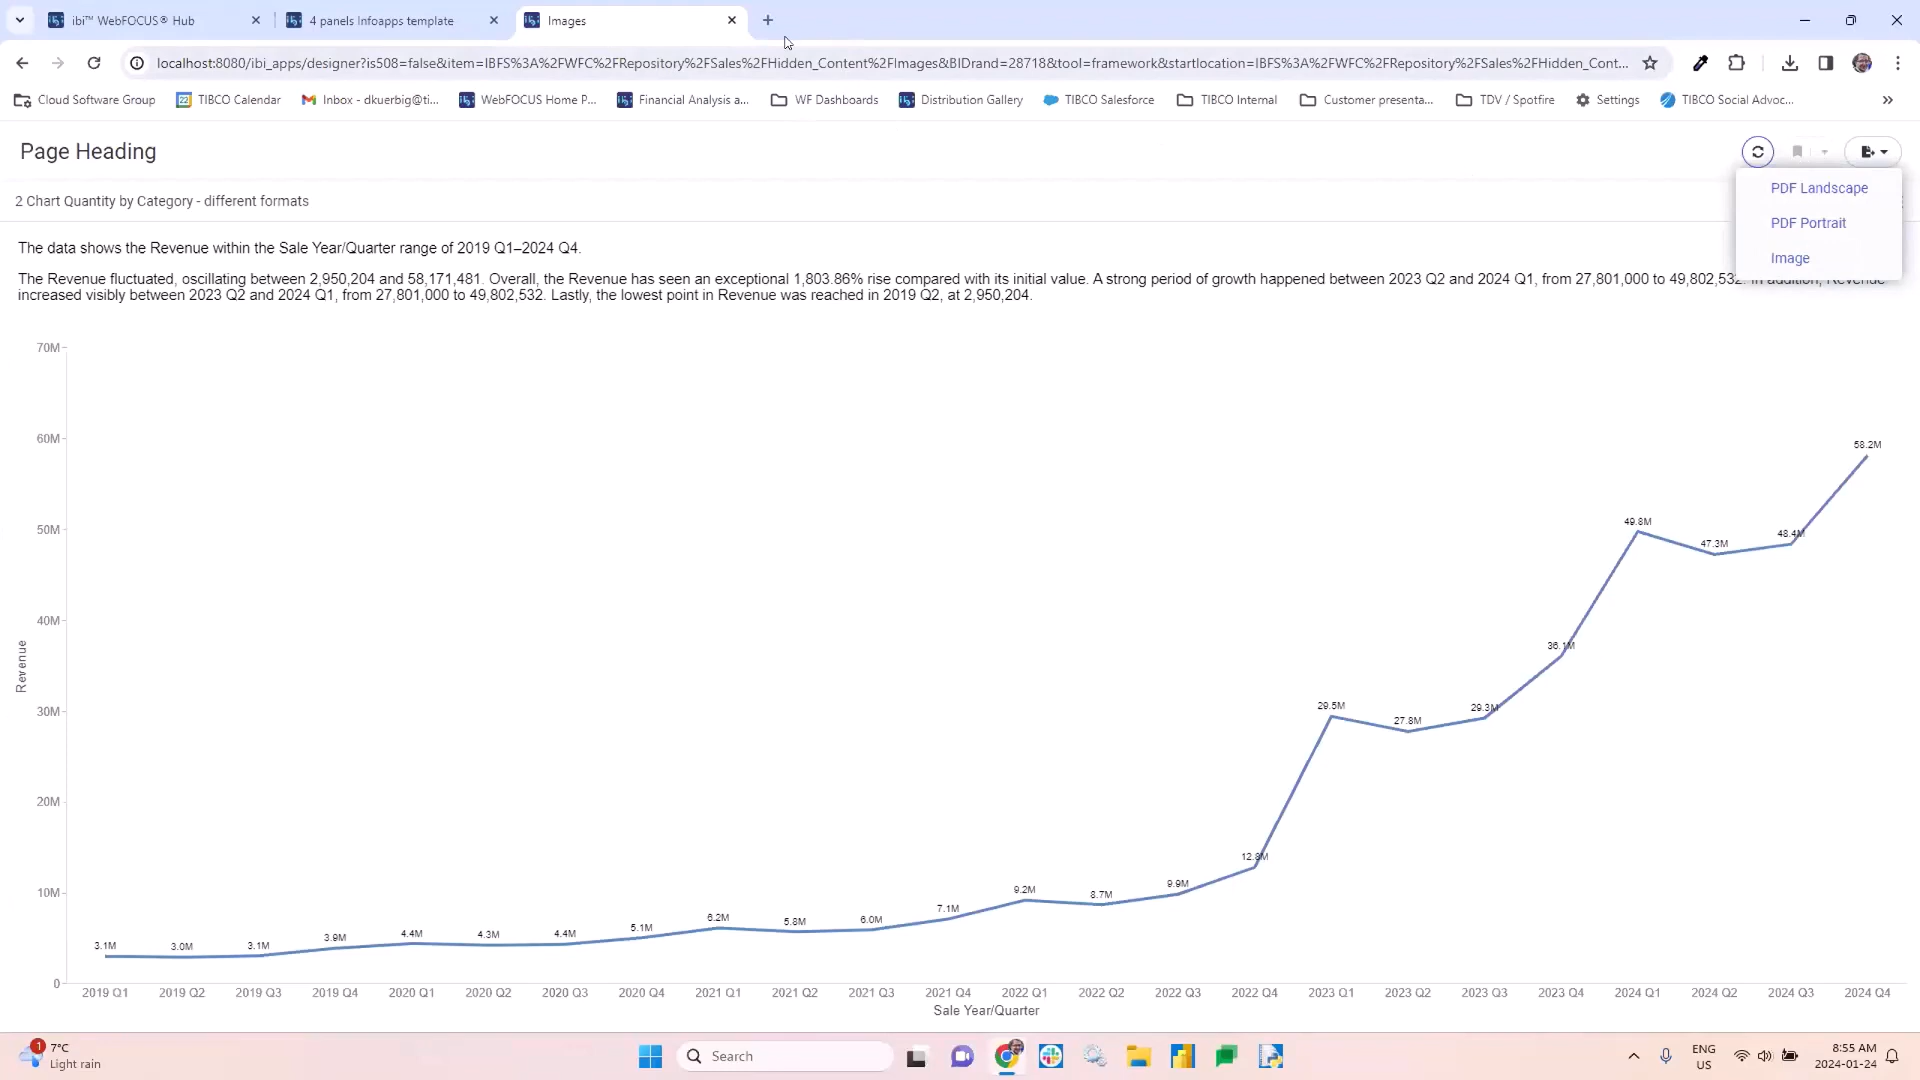 ibi™ WebFOCUS® Hub
4 panels Infoapps template
Images
localhost:8080/ibi_apps/designer?is508=false&item=IBFS%3A%2FWFC%2FRepository%2FSales%2FHidden_Content%2FImages&BIDrand=28718&tool=framework&startlocation=IBFS%3A%2FWFC%2FRepository%2FSales%2FHidden_Cont...
Cloud Software Group
TIBCO Calendar
Inbox - dkuerbig@ti...
WebFOCUS Home P...
Financial Analysis a...
WF Dashboards
Distribution Gallery
TIBCO Salesforce
TIBCO Internal
Customer presenta...
TDV / Spotfire
Settings
TIBCO Social Advoc...
Page Heading
PDF Landscape
PDF Portrait
Image
2 Chart Quantity by Category - different formats
The data shows the Revenue within the Sale Year/Quarter range of 2019 Q1–2024 Q4.
The Revenue fluctuated, oscillating between 2,950,204 and 58,171,481. Overall, the Revenue has seen an exceptional 1,803.86% rise compared with its initial value. A strong period of growth happened between 2023 Q2 and 2024 Q1, from 27,801,000 to 49,802,532. In addition, Revenue
increased visibly between 2023 Q2 and 2024 Q1, from 27,801,000 to 49,802,532. Lastly, the lowest point in Revenue was reached in 2019 Q2, at 2,950,204.
70M
60M
50M
40M
30M
20M
10M
0
Revenue
3.1M
3.0M
3.1M
3.9M
4.4M
4.3M
4.4M
5.1M
6.2M
5.8M
6.0M
7.1M
9.2M
8.7M
9.9M
12.8M
29.5M
27.8M
29.3M
36.1M
49.8M
47.3M
48.4M
58.2M
2019 Q1
2019 Q2
2019 Q3
2019 Q4
2020 Q1
2020 Q2
2020 Q3
2020 Q4
2021 Q1
2021 Q2
2021 Q3
2021 Q4
2022 Q1
2022 Q2
2022 Q3
2022 Q4
2023 Q1
2023 Q2
2023 Q3
2023 Q4
2024 Q1
2024 Q2
2024 Q3
2024 Q4
Sale Year/Quarter
1
7°C
Light rain
Search
ENG
US
8:55 AM
2024-01-24